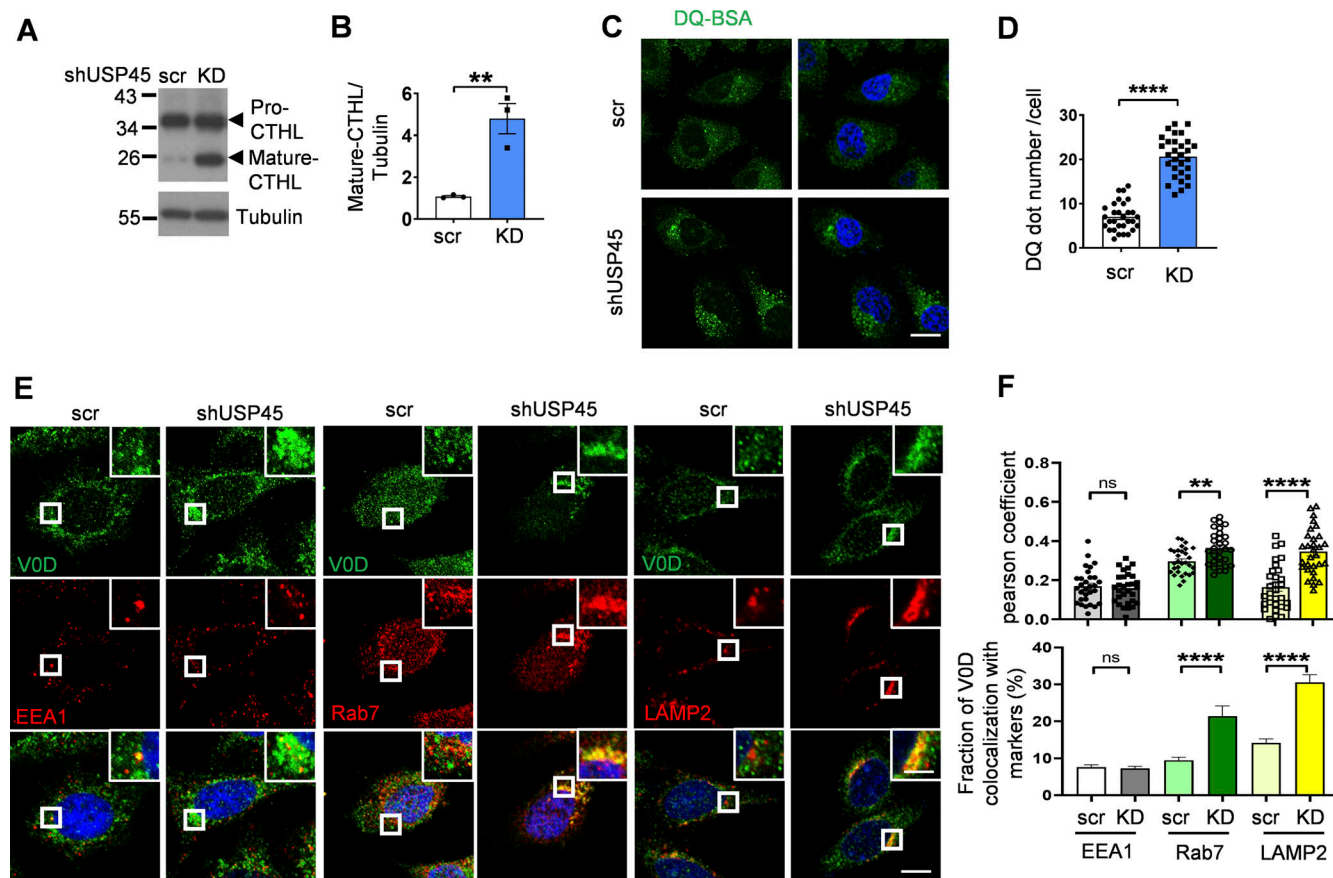 A
shUSP45 scr KD
43
34
26
55
Pro-
CTHL
Mature-
CTHL
Tubulin
B
**
Mature-CTHL/
Tubulin
6
4
2
0
scr
KD
C
DQ-BSA
scr
shUSP45
D
****
DQ dot number /cell
30
20
10
0
scr
KD
E
scr
shUSP45
scr
shUSP45
scr
shUSP45
V0D
V0D
V0D
EEA1
Rab7
LAMP2
F
pearson coefficient
0.8
0.6
0.4
0.2
0.0
ns
**
****
Fraction of V0D
colocalization with
markers (%)
40
30
20
10
0
ns
****
****
scr KD scr KD scr KD
EEA1 Rab7 LAMP2